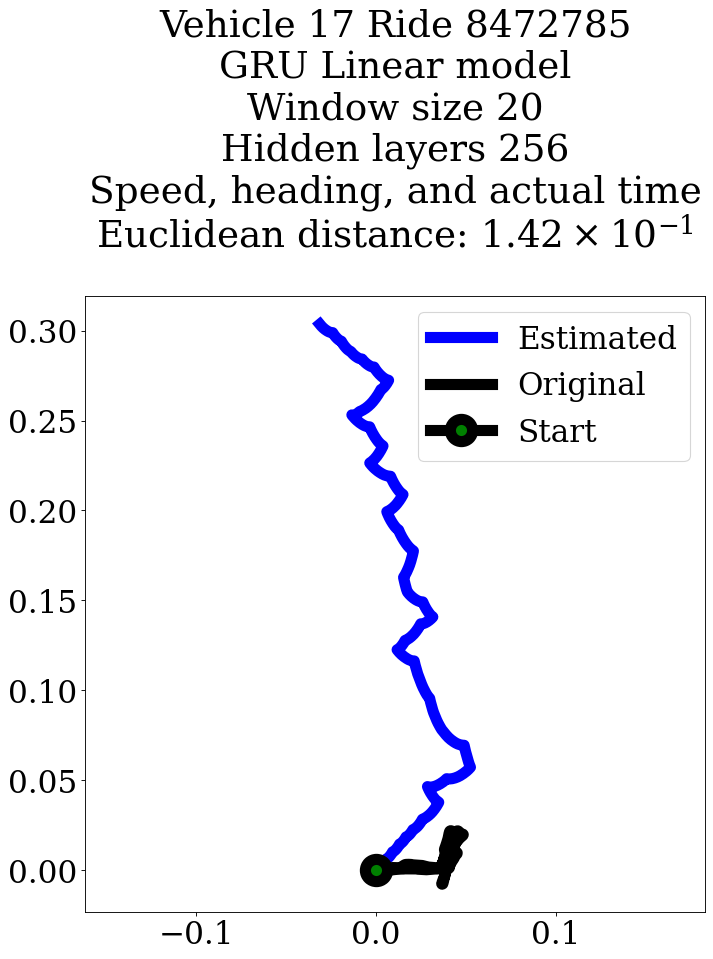 Vehicle 17 Ride 8472785
GRU Linear model
Window size 20
Hidden layers 256
Speed, heading, and actual time
Euclidean distance: 1.42 × 10⁻¹
Estimated
Original
Start
0.30
0.25
0.20
0.15
0.10
0.05
0.00
−0.1 0.0 0.1